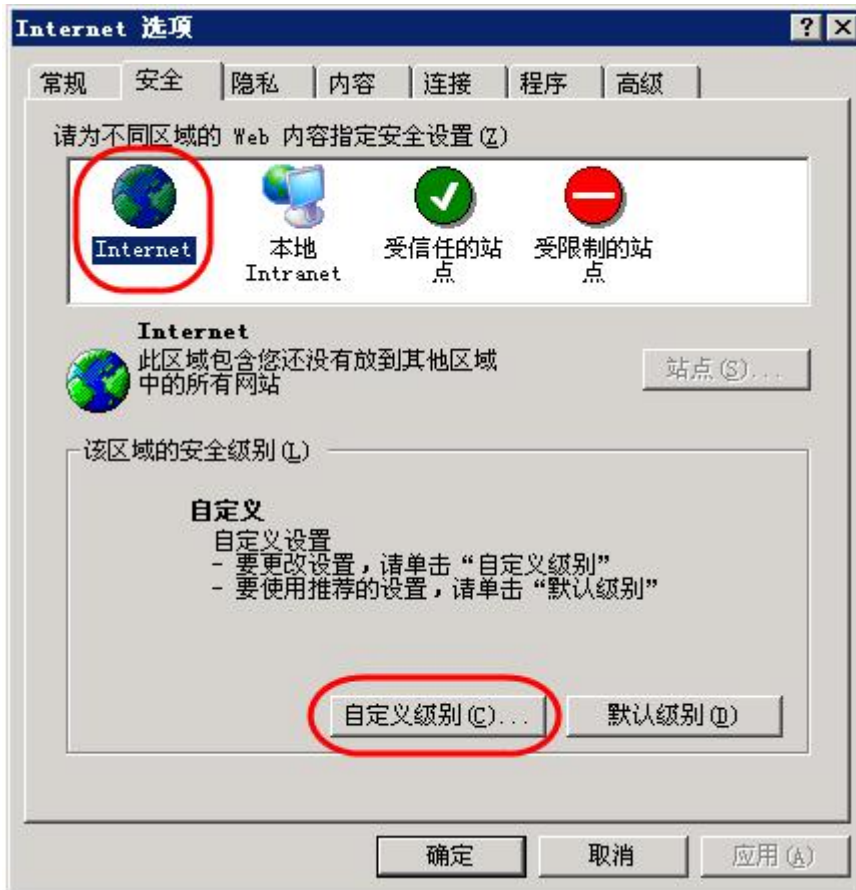 Internet 选项
常规 安全 隐私 内容 连接 程序 高级
请为不同区域的 Web 内容指定安全设置(Z)
Internet
本地
Intranet
受信任的站
点
受限制的站
点
Internet
此区域包含您还没有放到其他区域
中的所有网站
站点(S)...
该区域的安全级别(L)
自定义
自定义设置
- 要更改设置，请单击“自定义级别”
- 要使用推荐的设置，请单击“默认级别”
自定义级别(C)... 默认级别(D)
确定 取消 应用(A)